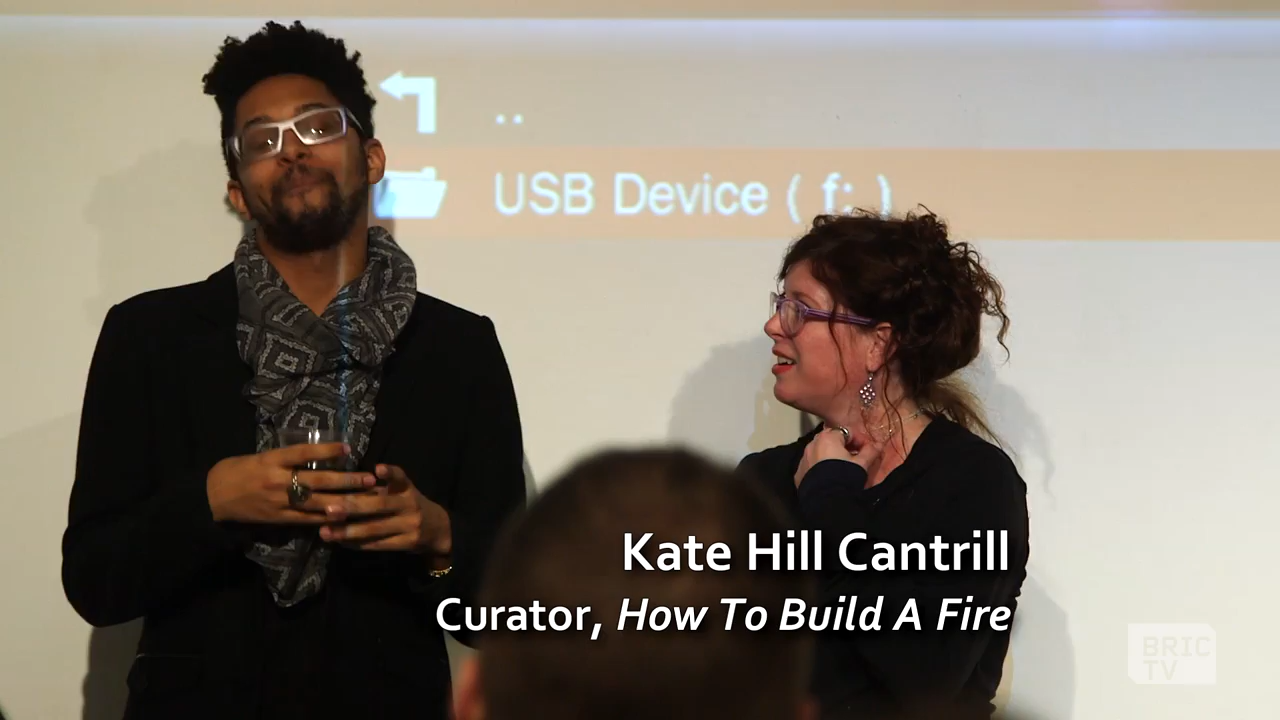 ..
USB Device ( f: )
Kate Hill Cantrill
Curator, How To Build A Fire
BRIC
TV